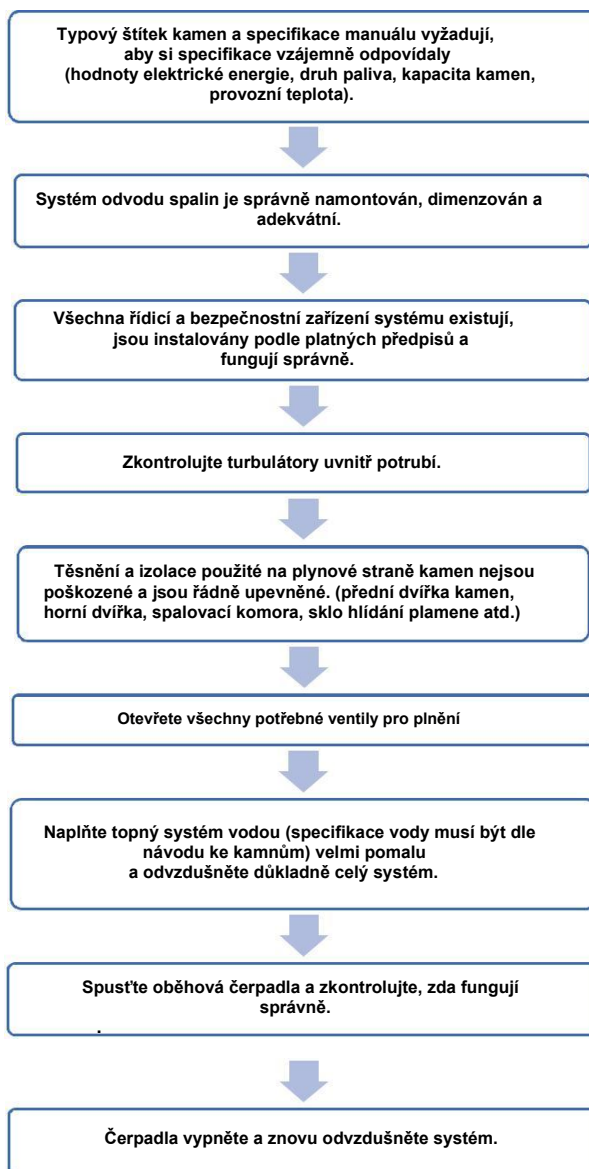 Typový štítek kamen a specifikace manuálu vyžadují,
aby si specifikace vzájemně odpovídaly
(hodnoty elektrické energie, druh paliva, kapacita kamen,
provozní teplota).
Systém odvodu spalin je správně namontován, dimenzován a
adekvátní.
Všechna řídicí a bezpečnostní zařízení systému existují,
jsou instalovány podle platných předpisů a
fungují správně.
Zkontrolujte turbulátory uvnitř potrubí.
Těsnění a izolace použité na plynové straně kamen nejsou
poškozené a jsou řádně upevněné. (přední dvířka kamen,
horní dvířka, spalovací komora, sklo hlídání plamene atd.)
Otevřete všechny potřebné ventily pro plnění
Naplňte topný systém vodou (specifikace vody musí být dle
návodu ke kamnům) velmi pomalu
a odvzdušněte důkladně celý systém.
Spusťte oběhová čerpadla a zkontrolujte, zda fungují
správně.
.
Čerpadla vypněte a znovu odvzdušněte systém.